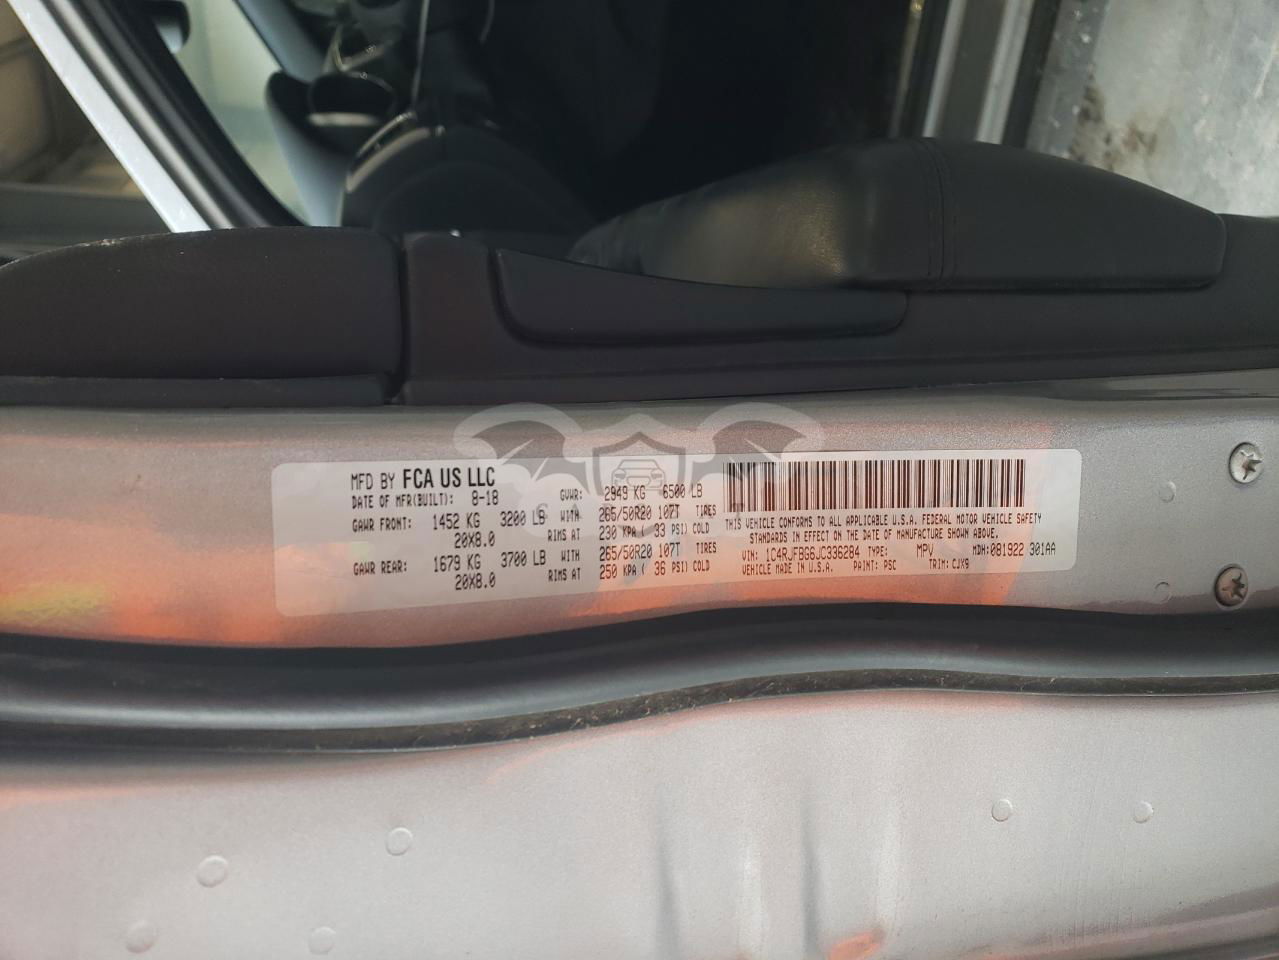 MFD BY FCA US LLC
DATE OF MFR(BUILT): 8-18 GVWR: 2949 KG 6500 LB
GAWR FRONT: 1452 KG 3200 LB WITH 265/50R20 107T TIRES
20X8.0 RIMS AT 230 KPA ( 33 PSI) COLD
GAWR REAR: 1679 KG 3700 LB WITH 265/50R20 107T TIRES
20X8.0 RIMS AT 250 KPA ( 36 PSI) COLD
THIS VEHICLE CONFORMS TO ALL APPLICABLE U.S.A. FEDERAL MOTOR VEHICLE SAFETY
STANDARDS IN EFFECT ON THE DATE OF MANUFACTURE SHOWN ABOVE.
VIN: 1C4RJFBG6JC336284 TYPE: MPV MDH:081922 301AA
VEHICLE MADE IN U.S.A. PAINT: PSC TRIM: CJX9